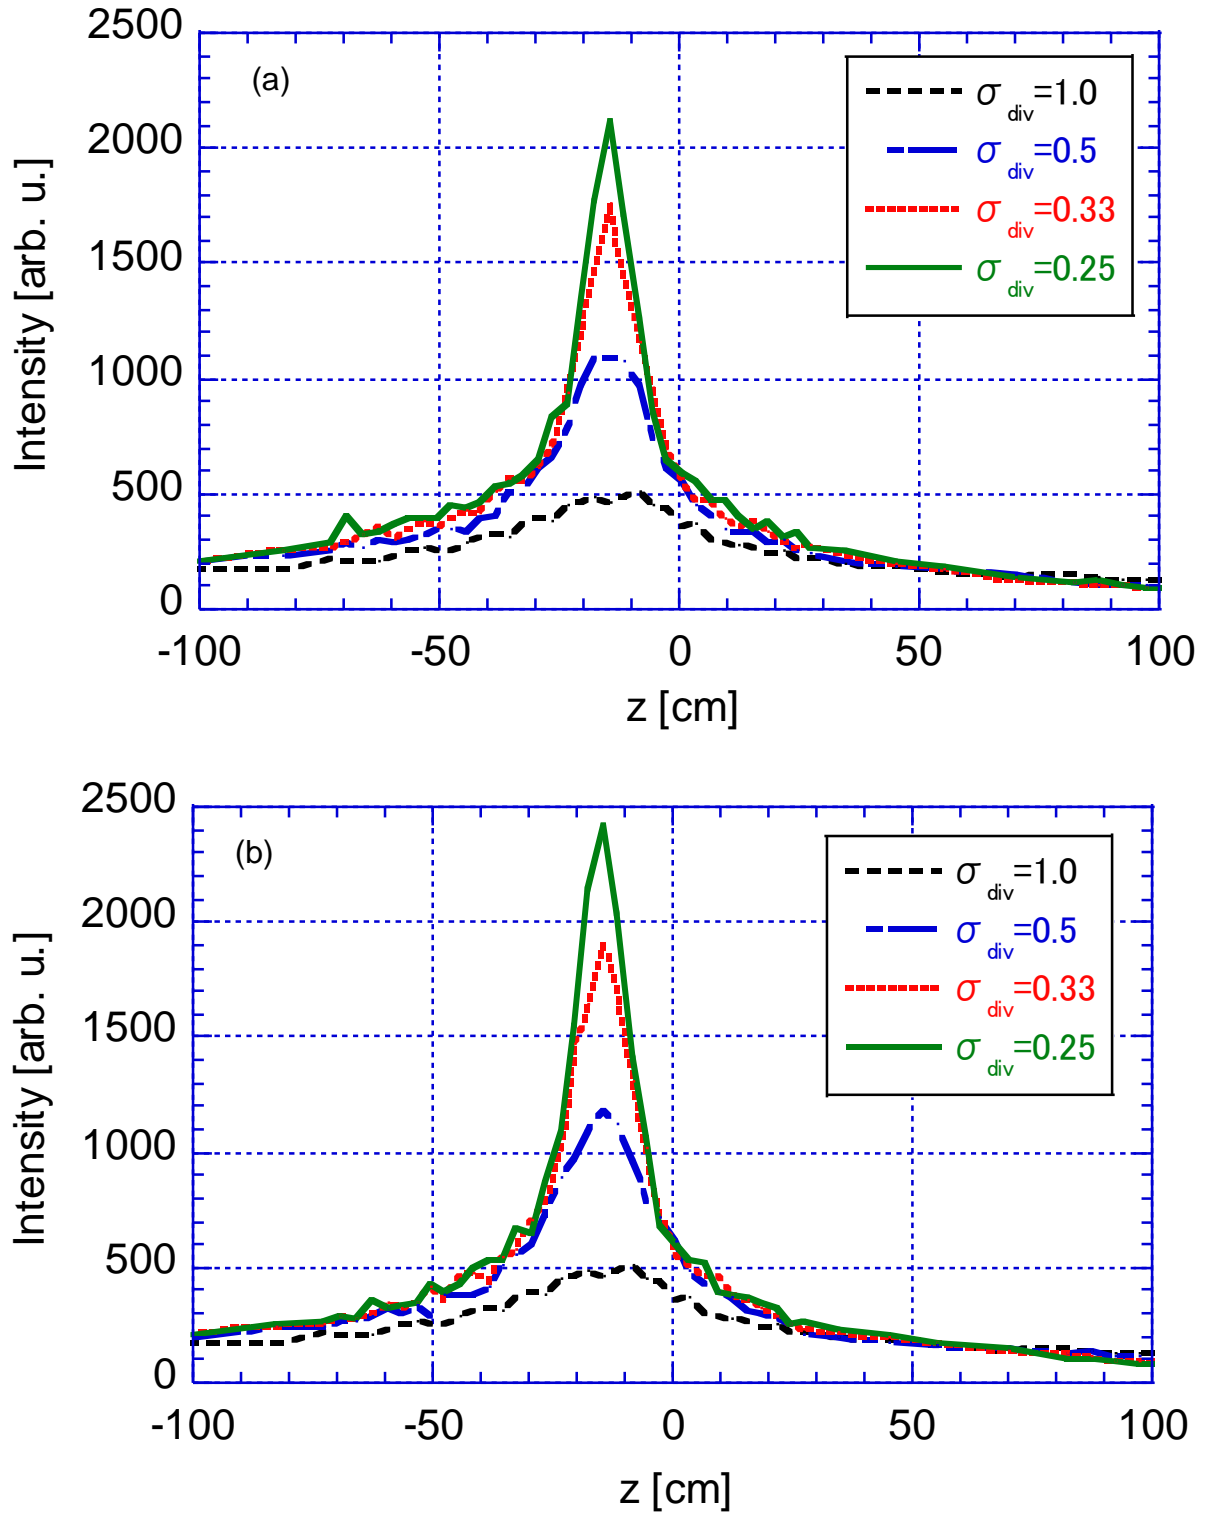 2500
(a)
σ div=1.0
2000
σ div=0.5
σ div=0.33
1500
σ div=0.25
Intensity [arb. u.]
1000
500
0
-100 -50 0 50 100
z [cm]
2500
(b)
σ div=1.0
2000
σ div=0.5
σ div=0.33
1500
σ div=0.25
Intensity [arb. u.]
1000
500
0
-100 -50 0 50 100
z [cm]